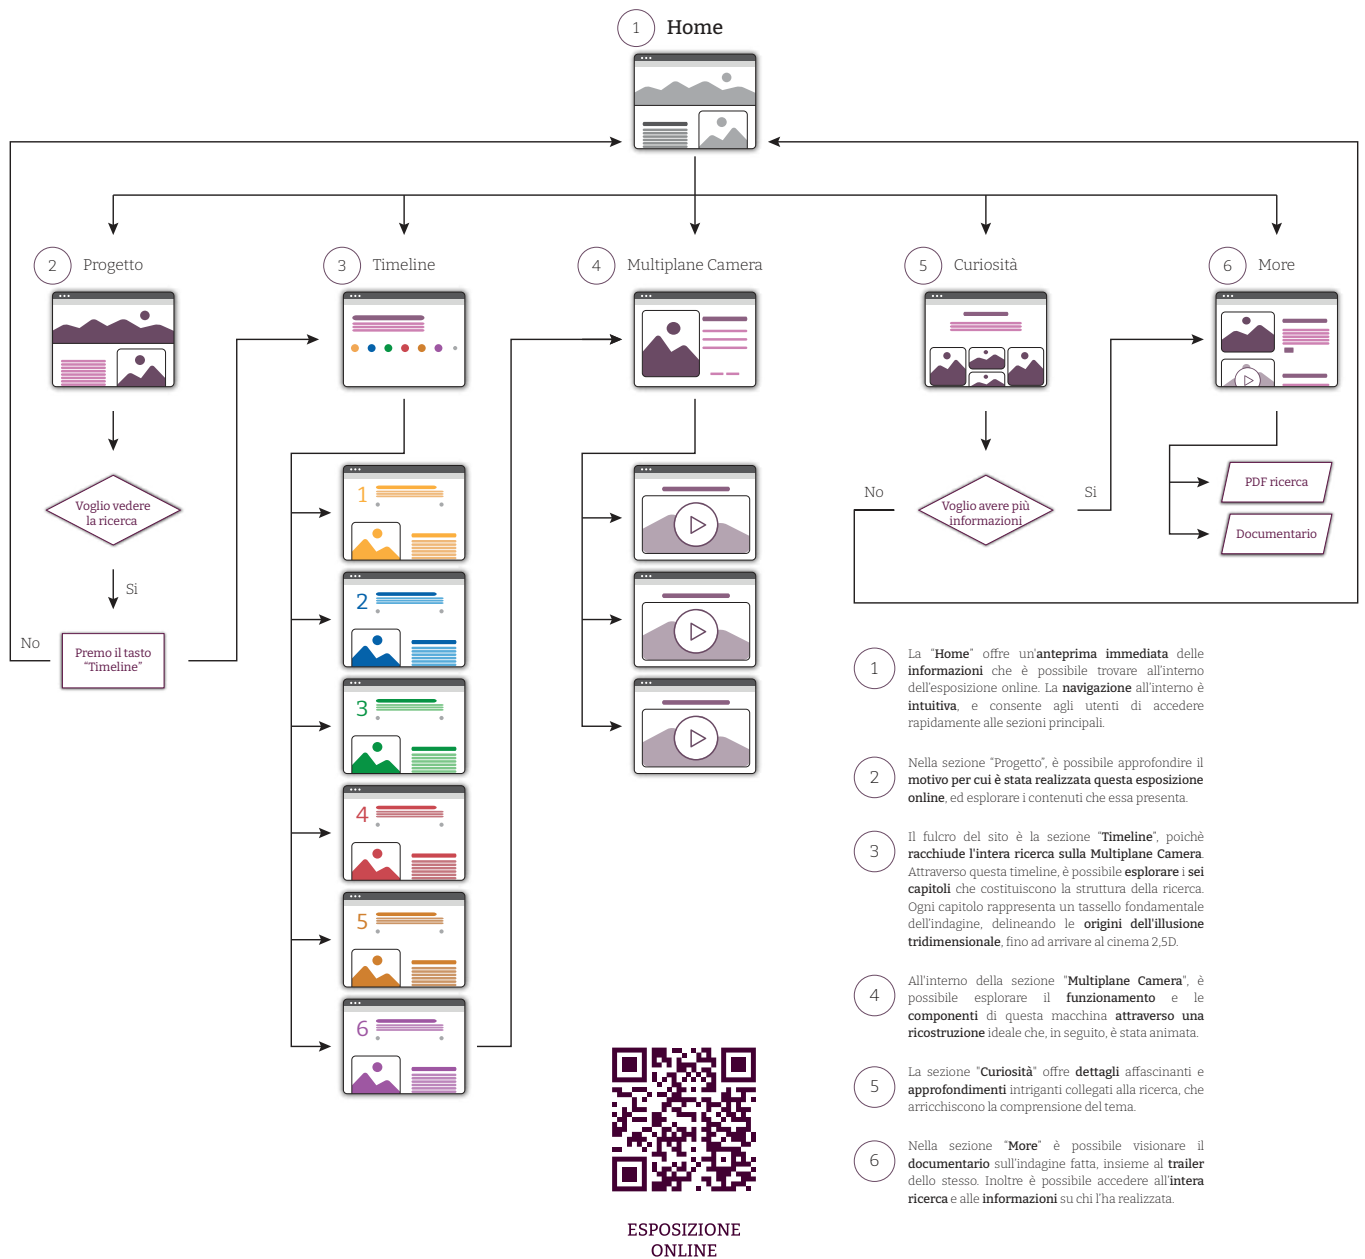 1 Home
2 Progetto
3 Timeline
4 Multiplane Camera
5 Curiosità
6 More
Voglio vedere
la ricerca
Si
No
Premo il tasto
“Timeline”
1
2
3
4
5
6
No
Voglio avere più
informazioni
Si
PDF ricerca
Documentario
1
La "Home" offre un'anteprima immediata delle
informazioni che è possibile trovare all'interno
dell'esposizione online. La navigazione all'interno è
intuitiva, e consente agli utenti di accedere
rapidamente alle sezioni principali.
2
Nella sezione “Progetto”, è possibile approfondire il
motivo per cui è stata realizzata questa esposizione
online, ed esplorare i contenuti che essa presenta.
3
Il fulcro del sito è la sezione "Timeline", poichè
racchiude l'intera ricerca sulla Multiplane Camera.
Attraverso questa timeline, è possibile esplorare i sei
capitoli che costituiscono la struttura della ricerca.
Ogni capitolo rappresenta un tassello fondamentale
dell'indagine, delineando le origini dell'illusione
tridimensionale, fino ad arrivare al cinema 2,5D.
4
All'interno della sezione "Multiplane Camera", è
possibile esplorare il funzionamento e le
componenti di questa macchina attraverso una
ricostruzione ideale che, in seguito, è stata animata.
5
La sezione "Curiosità" offre dettagli affascinanti e
approfondimenti intriganti collegati alla ricerca, che
arricchiscono la comprensione del tema.
6
Nella sezione "More" è possibile visionare il
documentario sull'indagine fatta, insieme al trailer
dello stesso. Inoltre è possibile accedere all'intera
ricerca e alle informazioni su chi l'ha realizzata.
ESPOSIZIONE
ONLINE